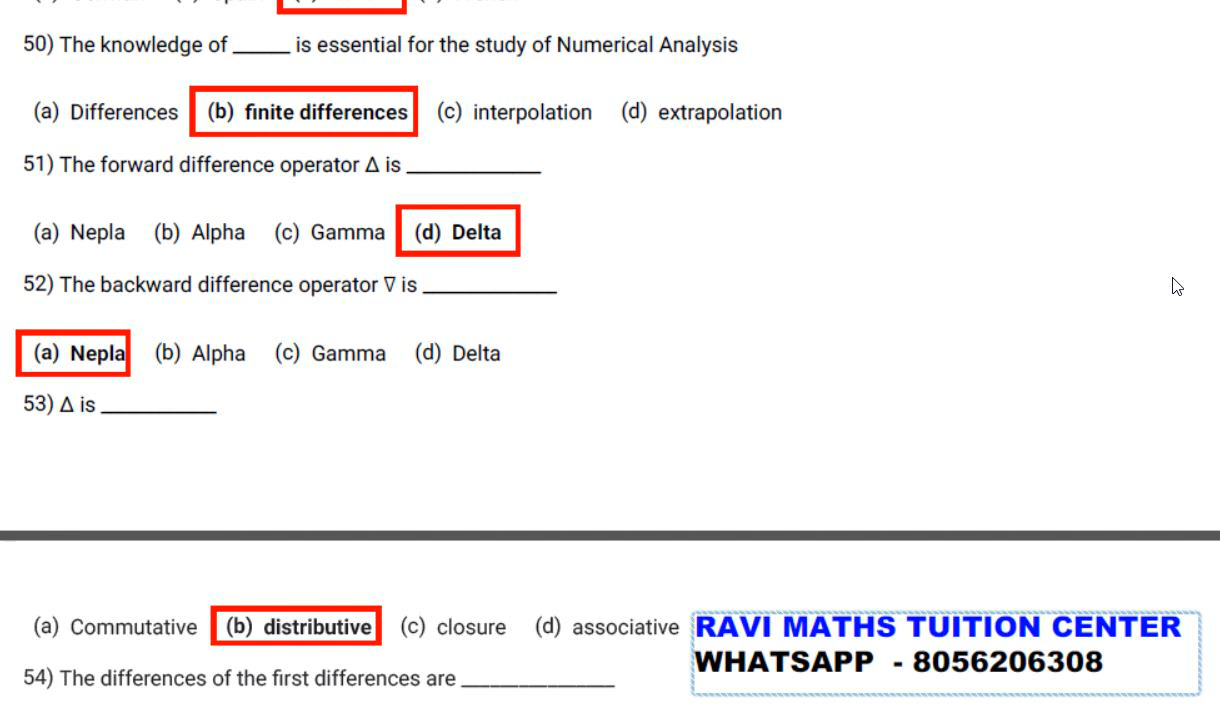 50) The knowledge of ______ is essential for the study of Numerical Analysis
(a) Differences (b) finite differences (c) interpolation (d) extrapolation
51) The forward difference operator Δ is ______________
(a) Nepla (b) Alpha (c) Gamma (d) Delta
52) The backward difference operator ∇ is ______________
(a) Nepla (b) Alpha (c) Gamma (d) Delta
53) Δ is ____________
(a) Commutative (b) distributive (c) closure (d) associative
RAVI MATHS TUITION CENTER
WHATSAPP - 8056206308
54) The differences of the first differences are ________________